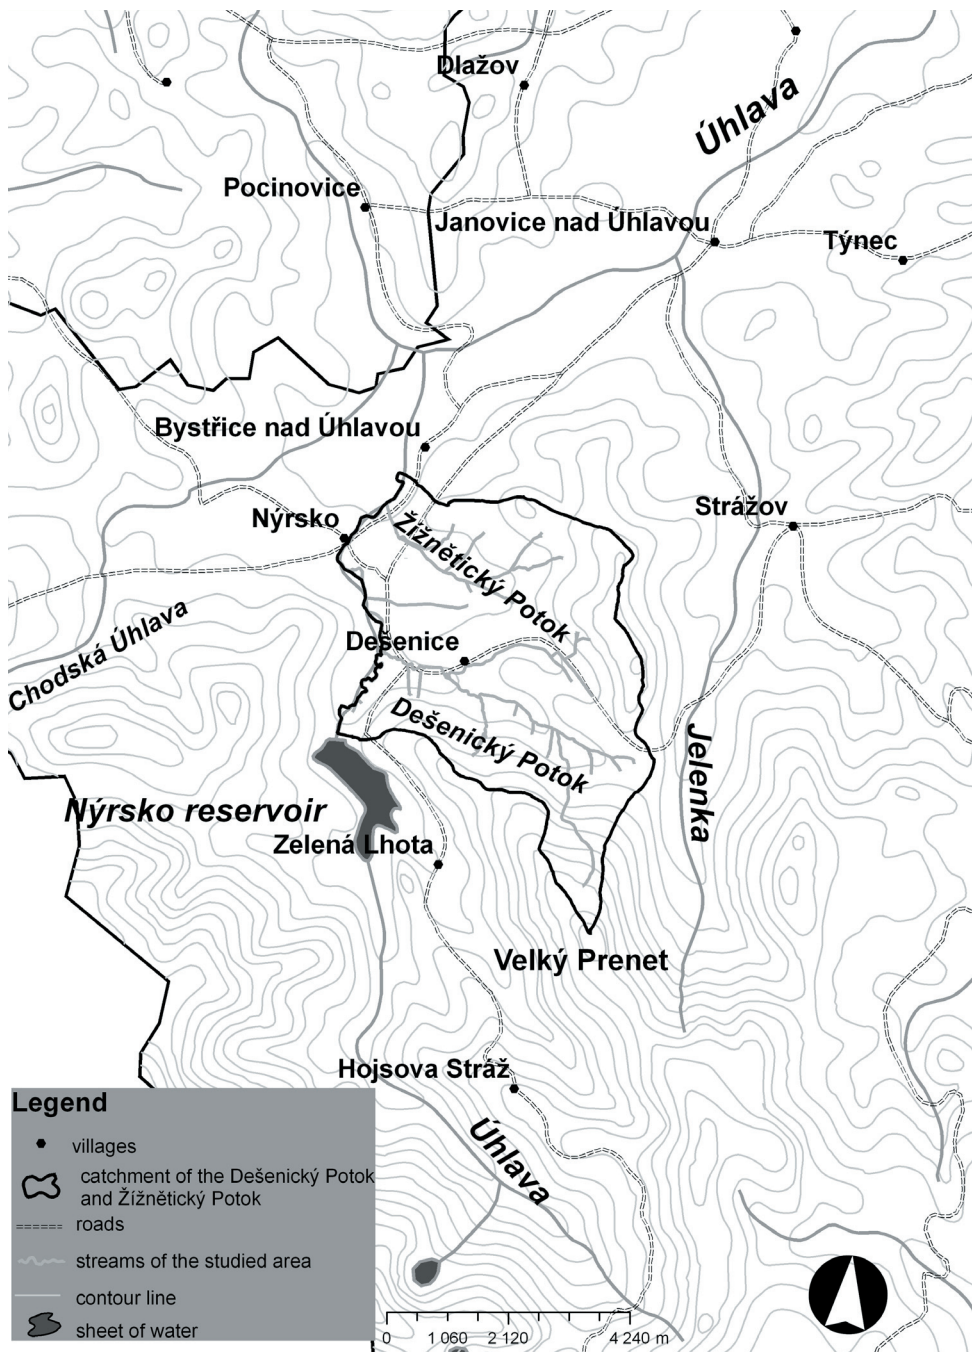 Dlažov
Úhlava
Pocinovice
Janovice nad Úhlavou
Týnec
Bystřice nad Úhlavou
Strážov
Nýrsko
Žížnětický Potok
Chodská Úhlava
Dešenice
Dešenický Potok
Jelenka
Nýrsko reservoir
Zelená Lhota
Velký Prenet
Hojsova Stráž
Úhlava
Legend
villages
catchment of the Dešenický Potok
and Žížnětický Potok
roads
streams of the studied area
contour line
sheet of water
0 1 060 2 120 4 240 m